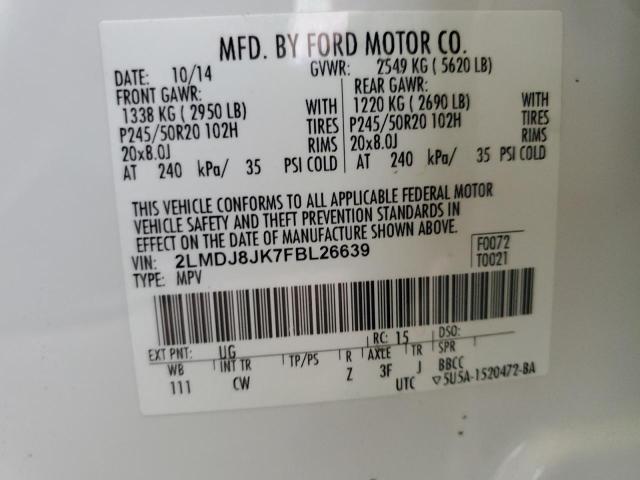 MFD. BY FORD MOTOR CO.
DATE: 10/14 GVWR: 2549 KG ( 5620 LB)
FRONT GAWR: REAR GAWR:
1338 KG ( 2950 LB) WITH 1220 KG ( 2690 LB) WITH
P245/50R20 102H TIRES P245/50R20 102H TIRES
20x8.0J RIMS 20x8.0J RIMS
AT 240 kPa/ 35 PSI COLD AT 240 kPa/ 35 PSI COLD
THIS VEHICLE CONFORMS TO ALL APPLICABLE FEDERAL MOTOR
VEHICLE SAFETY AND THEFT PREVENTION STANDARDS IN
EFFECT ON THE DATE OF MANUFACTURE SHOWN ABOVE.
VIN: 2LMDJ8JK7FBL26639 F0072
TYPE: MPV T0021
EXT PNT: UG RC: 15 DSO:
WB INT TR TP/PS R AXLE TR SPR
111 CW Z 3F J BBCC
UTC ▽5U5A-1520472-BA